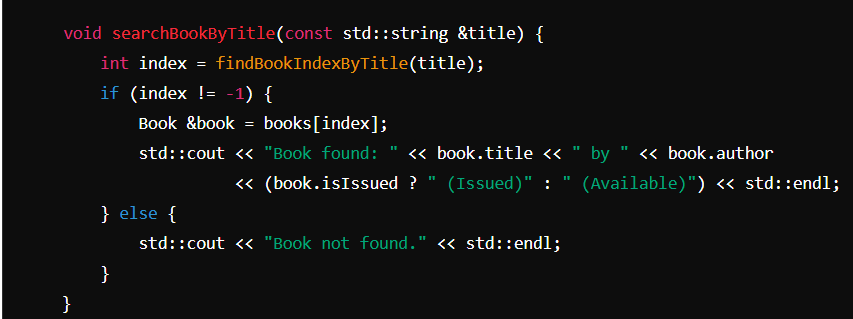 void searchBookByTitle(const std::string &title) {
    int index = findBookIndexByTitle(title);
    if (index != -1) {
        Book &book = books[index];
        std::cout << "Book found: " << book.title << " by " << book.author
                  << (book.isIssued ? " (Issued)" : " (Available)") << std::endl;
    } else {
        std::cout << "Book not found." << std::endl;
    }
}